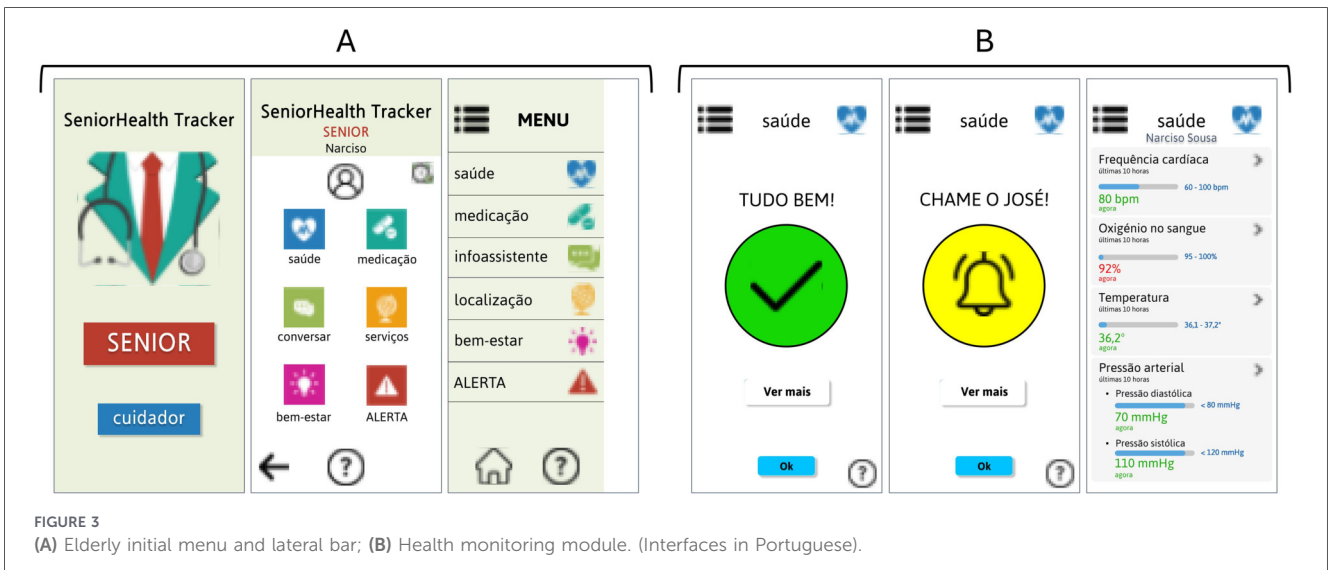 A
SeniorHealth Tracker
SENIOR
cuidador
SeniorHealth Tracker
SENIOR
Narciso
saúde
medicação
conversar
serviços
bem-estar
ALERTA
?
MENU
saúde
medicação
infoassistente
localização
bem-estar
ALERTA
?
B
saúde
TUDO BEM!
Ver mais
Ok
?
saúde
CHAME O JOSÉ!
Ver mais
Ok
?
saúde
Narciso Sousa
Frequência cardíaca
últimas 10 horas
60 - 100 bpm
80 bpm
agora
Oxigénio no sangue
últimas 10 horas
95 - 100%
92%
agora
Temperatura
últimas 10 horas
36,1 - 37,2°
36,2°
agora
Pressão arterial
últimas 10 horas
• Pressão diastólica
< 80 mmHg
70 mmHg
agora
• Pressão sistólica
< 120 mmHg
110 mmHg
agora
FIGURE 3
(A) Elderly initial menu and lateral bar; (B) Health monitoring module. (Interfaces in Portuguese).